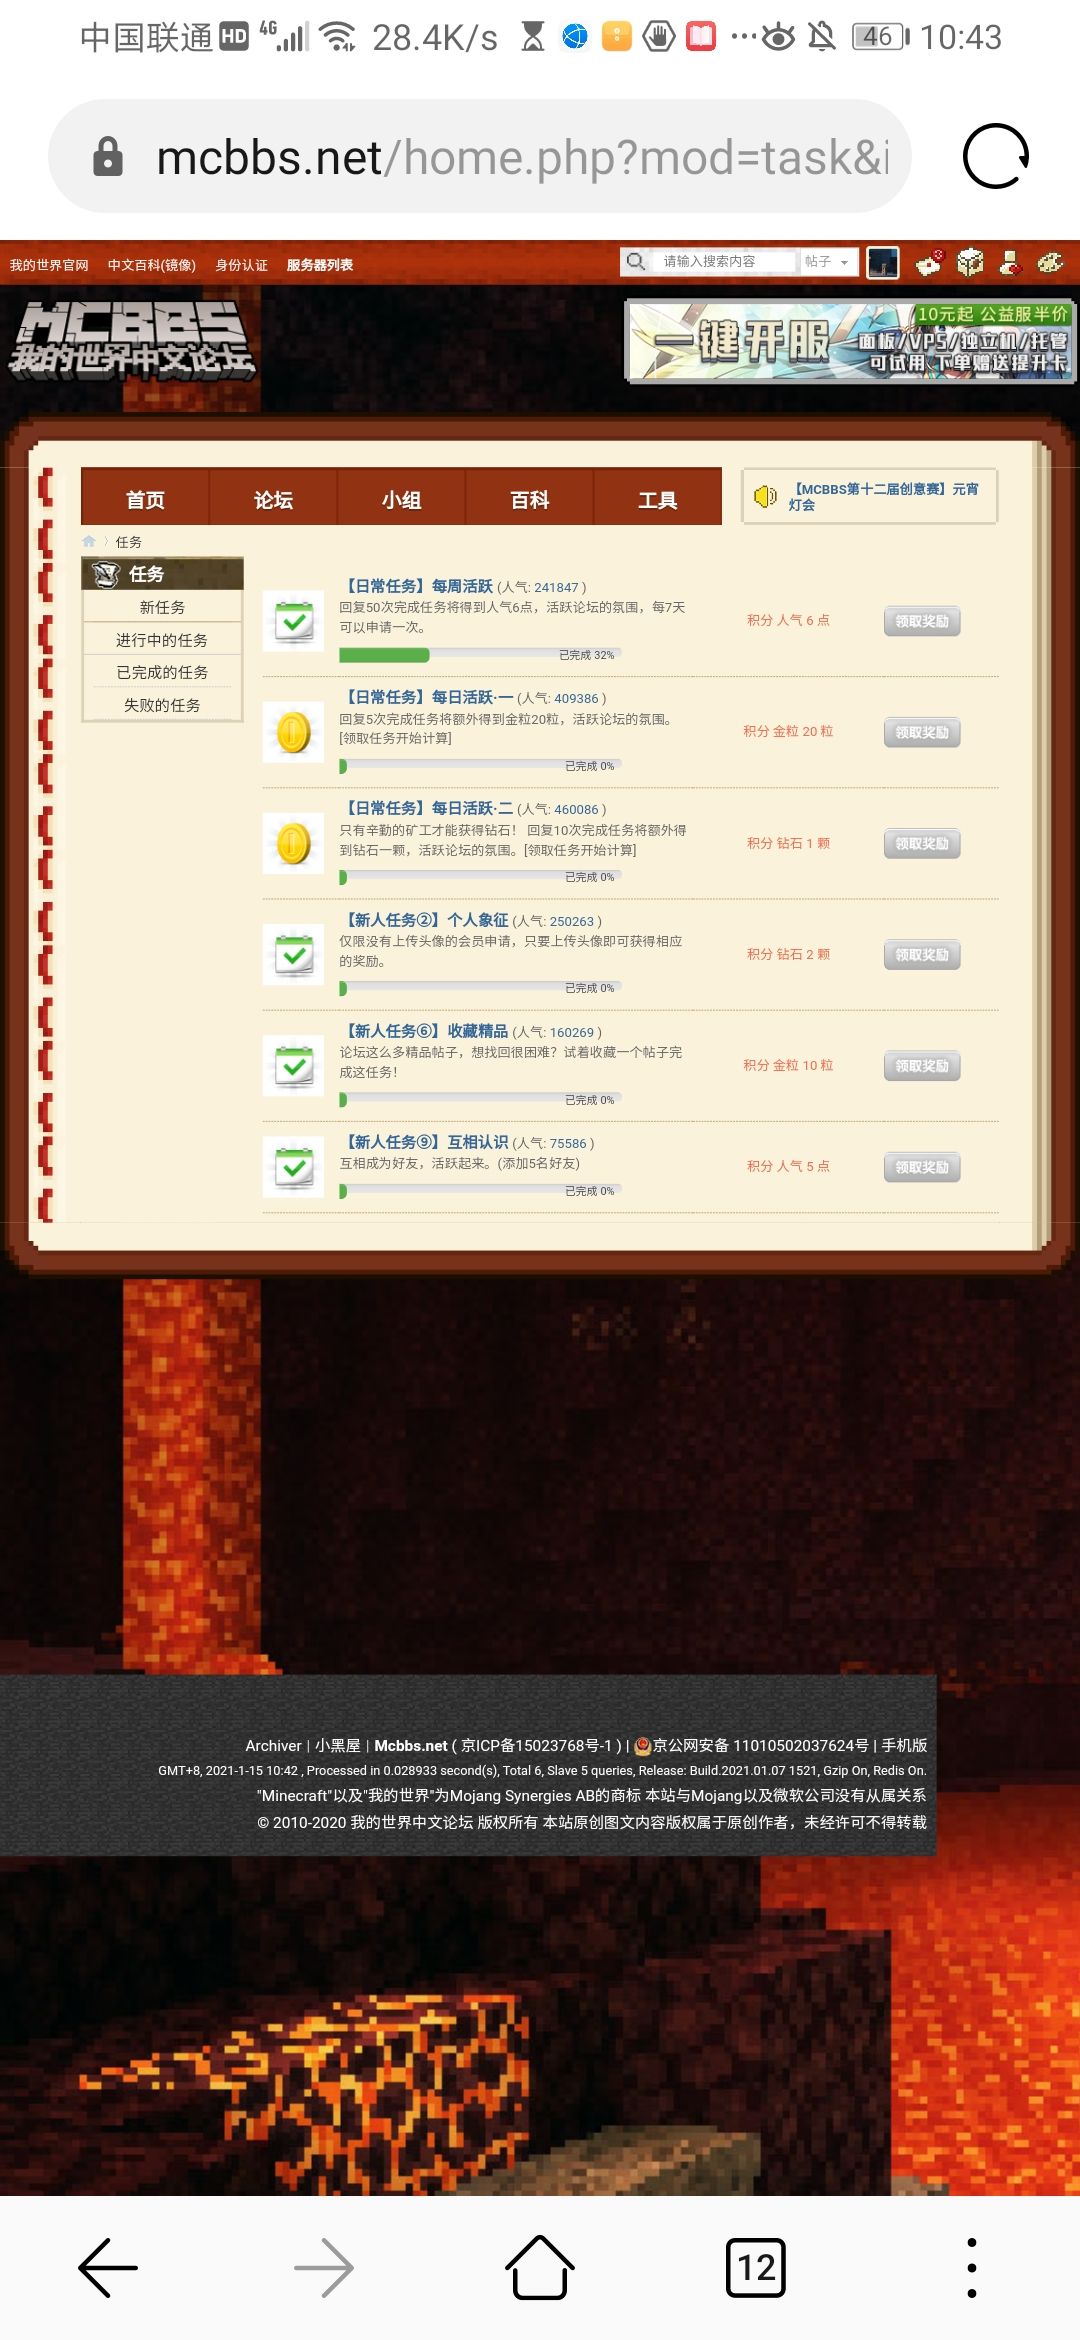 中国联通 HD 4G 28.4K/s 46 10:43
mcbbs.net/home.php?mod=task&i
我的世界官网 中文百科(镜像) 身份认证 服务器列表 请输入搜索内容 帖子
MCBBS
我的世界中文论坛
10元起 公益服半价
一键开服
面板/VPS/独立机/托管
可试用/下单赠送提升卡
首页 论坛 小组 百科 工具
【MCBBS第十二届创意赛】元宵
灯会
任务
任务
新任务
进行中的任务
已完成的任务
失败的任务
【日常任务】每周活跃 (人气: 241847 )
回复50次完成任务将得到人气6点，活跃论坛的氛围，每7天
可以申请一次。
积分 人气 6 点 领取奖励
已完成 32%
【日常任务】每日活跃·一 (人气: 409386 )
回复5次完成任务将额外得到金粒20粒，活跃论坛的氛围。
[领取任务开始计算]
积分 金粒 20 粒 领取奖励
已完成 0%
【日常任务】每日活跃·二 (人气: 460086 )
只有辛勤的矿工才能获得钻石！ 回复10次完成任务将额外得
到钻石一颗，活跃论坛的氛围。[领取任务开始计算]
积分 钻石 1 颗 领取奖励
已完成 0%
【新人任务②】个人象征 (人气: 250263 )
仅限没有上传头像的会员申请，只要上传头像即可获得相应
的奖励。
积分 钻石 2 颗 领取奖励
已完成 0%
【新人任务⑥】收藏精品 (人气: 160269 )
论坛这么多精品帖子，想找回很困难？试着收藏一个帖子完
成这任务！
积分 金粒 10 粒 领取奖励
已完成 0%
【新人任务⑨】互相认识 (人气: 75586 )
互相成为好友，活跃起来。(添加5名好友)
积分 人气 5 点 领取奖励
已完成 0%
Archiver | 小黑屋 | Mcbbs.net ( 京ICP备15023768号-1 ) | 京公网安备 11010502037624号 | 手机版
GMT+8, 2021-1-15 10:42 , Processed in 0.028933 second(s), Total 6, Slave 5 queries, Release: Build.2021.01.07 1521, Gzip On, Redis On.
"Minecraft"以及"我的世界"为Mojang Synergies AB的商标 本站与Mojang以及微软公司没有从属关系
© 2010-2020 我的世界中文论坛 版权所有 本站原创图文内容版权属于原创作者，未经许可不得转载
12